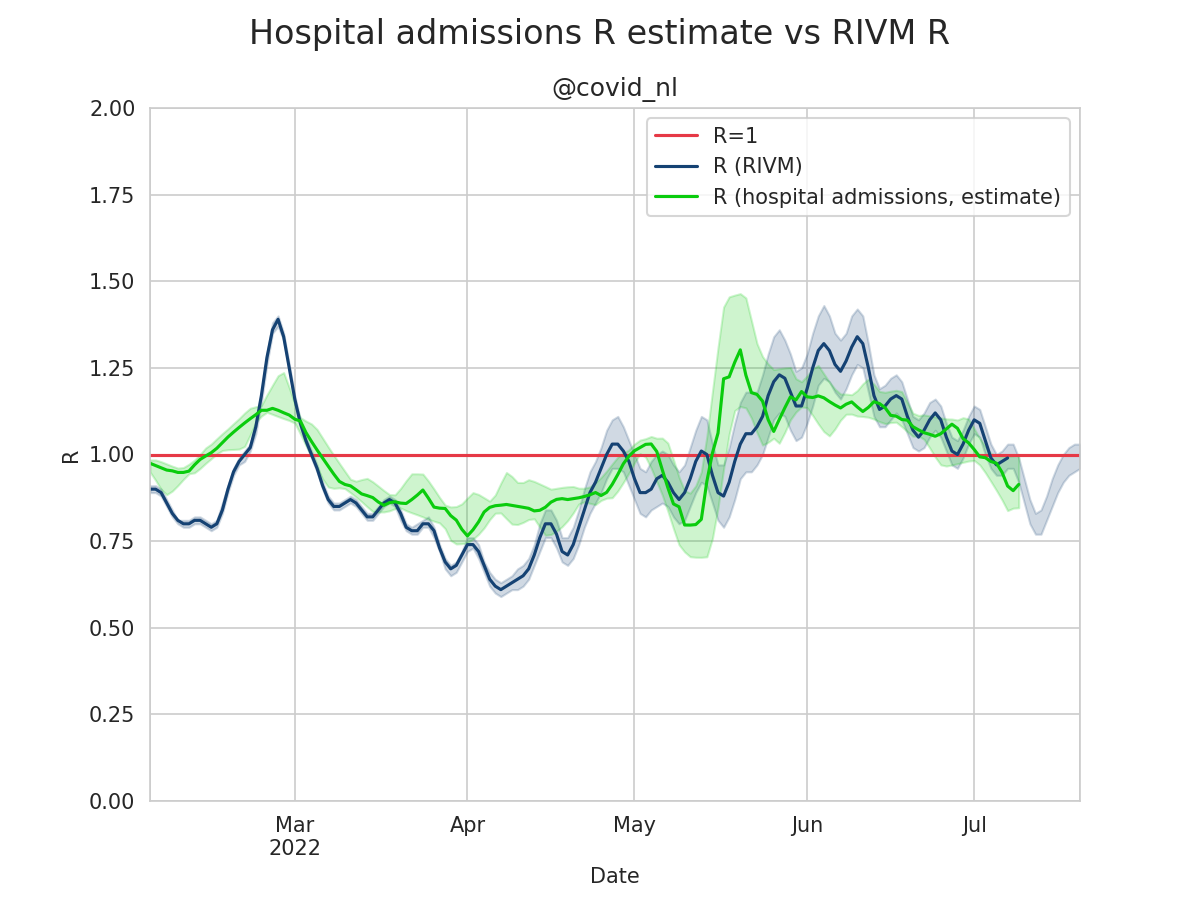 Hospital admissions R estimate vs RIVM R
@covid_nl
R=1
R (RIVM)
R (hospital admissions, estimate)
2.00
1.75
1.50
1.25
1.00
0.75
0.50
0.25
0.00
R
Mar
2022
Apr
May
Jun
Jul
Date